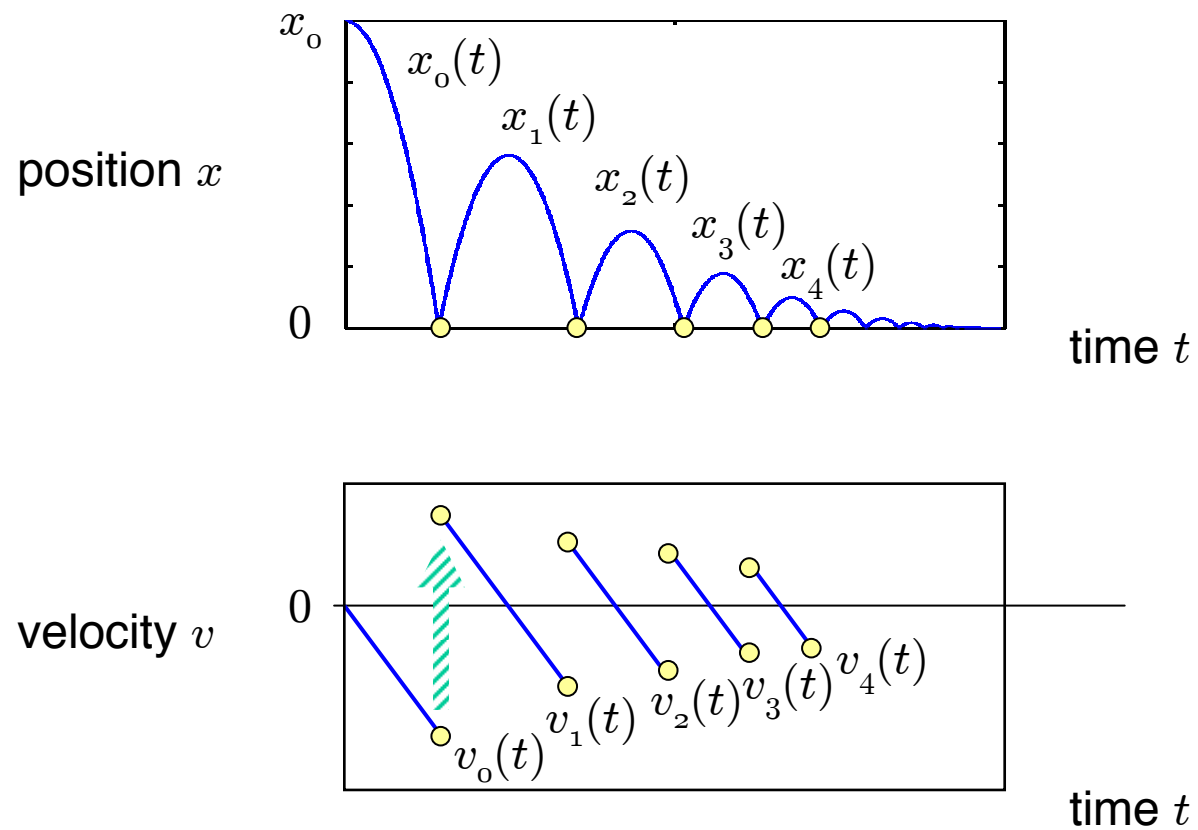 x₀
x₀(t)
x₁(t)
position x
x₂(t)
x₃(t)
x₄(t)
0
time t
0
velocity v
v₀(t)
v₁(t)
v₂(t)
v₃(t)
v₄(t)
time t